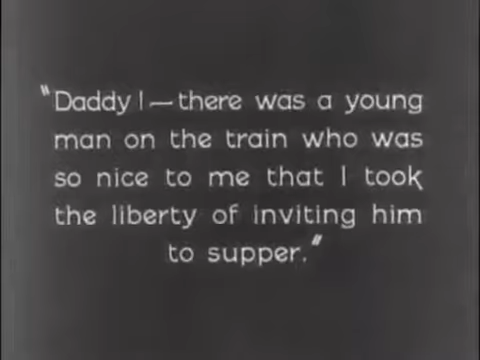 "Daddy I—there was a young
man on the train who was
so nice to me that I took
the liberty of inviting him
to supper."